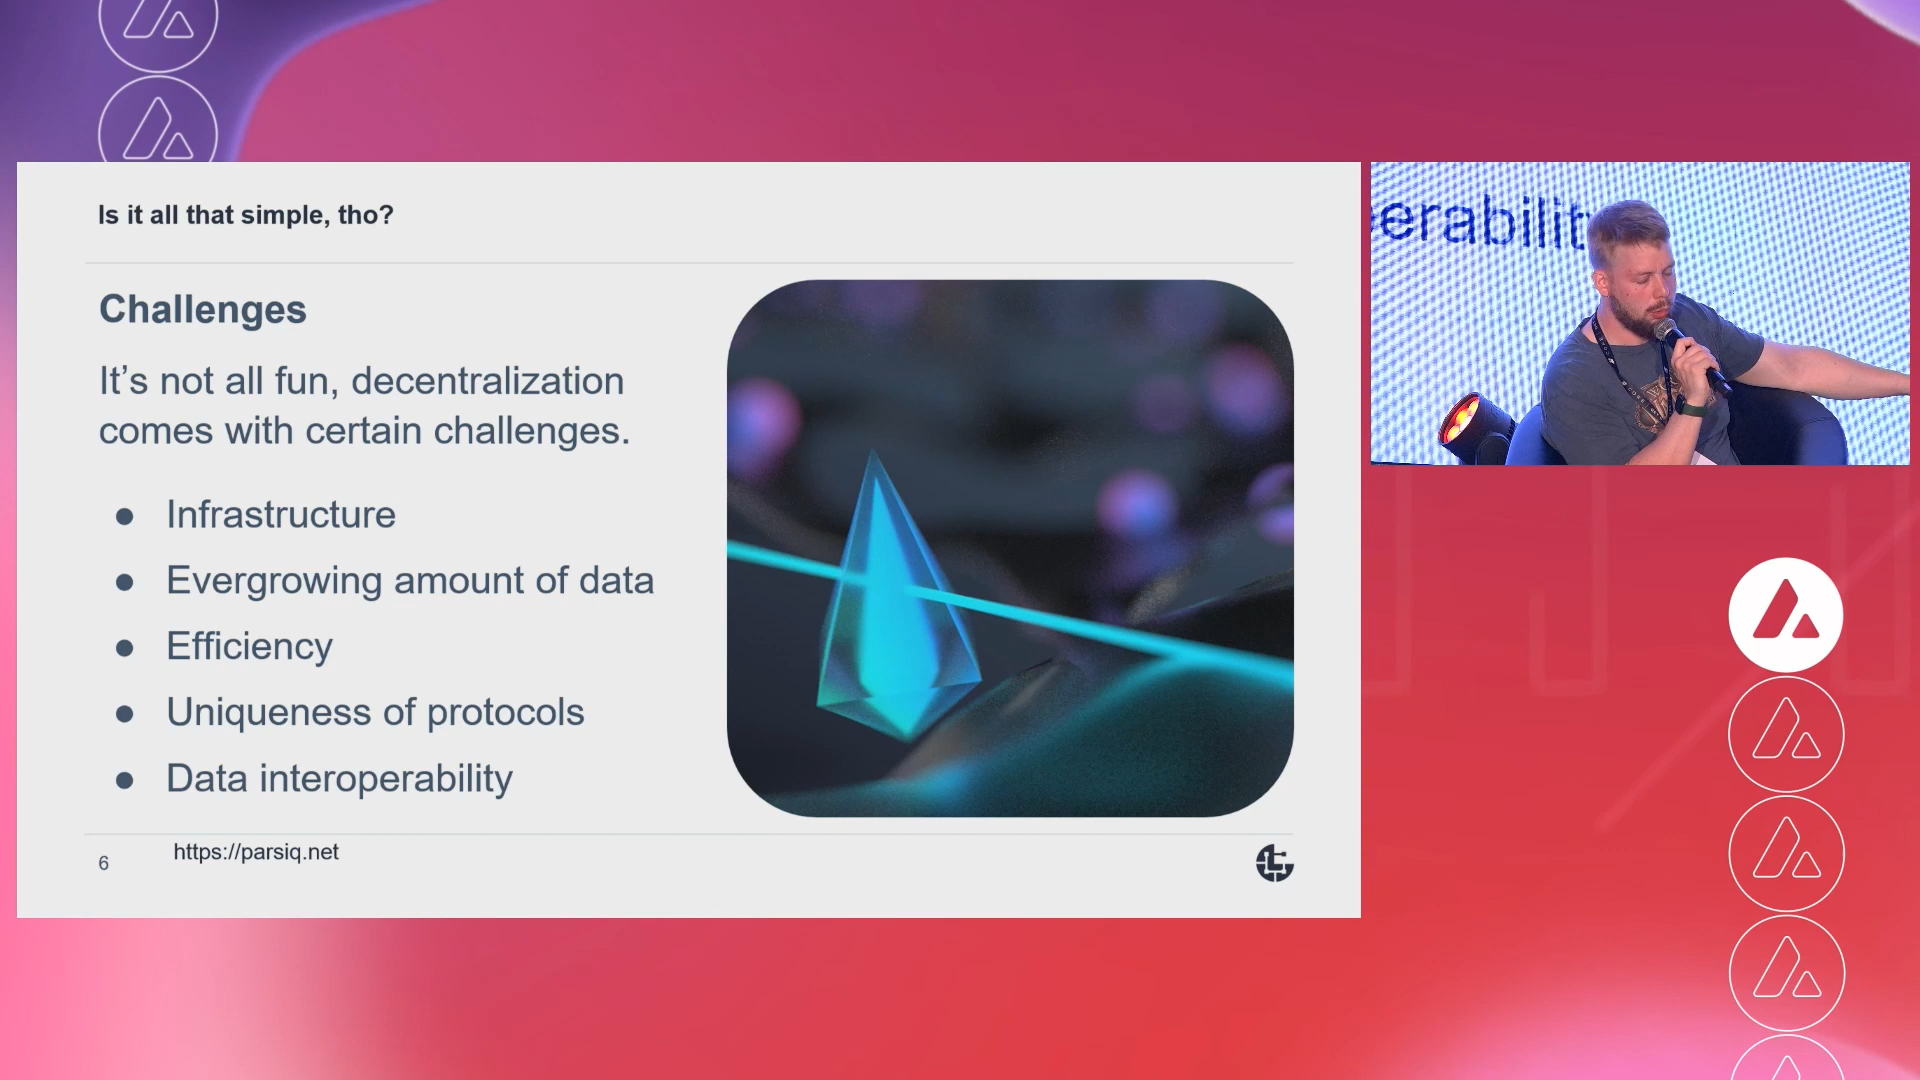 Is it all that simple, tho?
Challenges
It’s not all fun, decentralization
comes with certain challenges.
● Infrastructure
● Evergrowing amount of data
● Efficiency
● Uniqueness of protocols
● Data interoperability
6
https://parsiq.net
erabilit